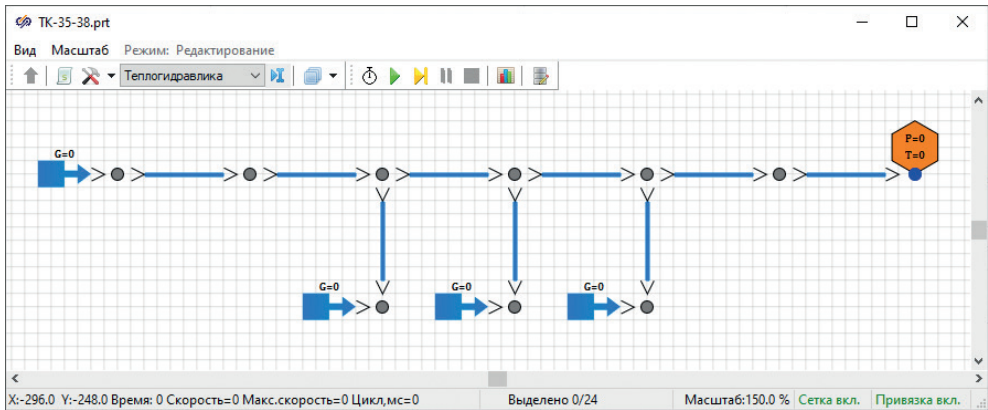 TK-35-38.prt
Вид Масштаб Режим: Редактирование
Теплогидравлика
P=0
T=0
G=0
G=0 G=0 G=0
X:-296.0 Y:-248.0 Время: 0 Скорость=0 Макс.скорость=0 Цикл,мс=0 Выделено 0/24 Масштаб:150.0 % Сетка вкл. Привязка вкл.